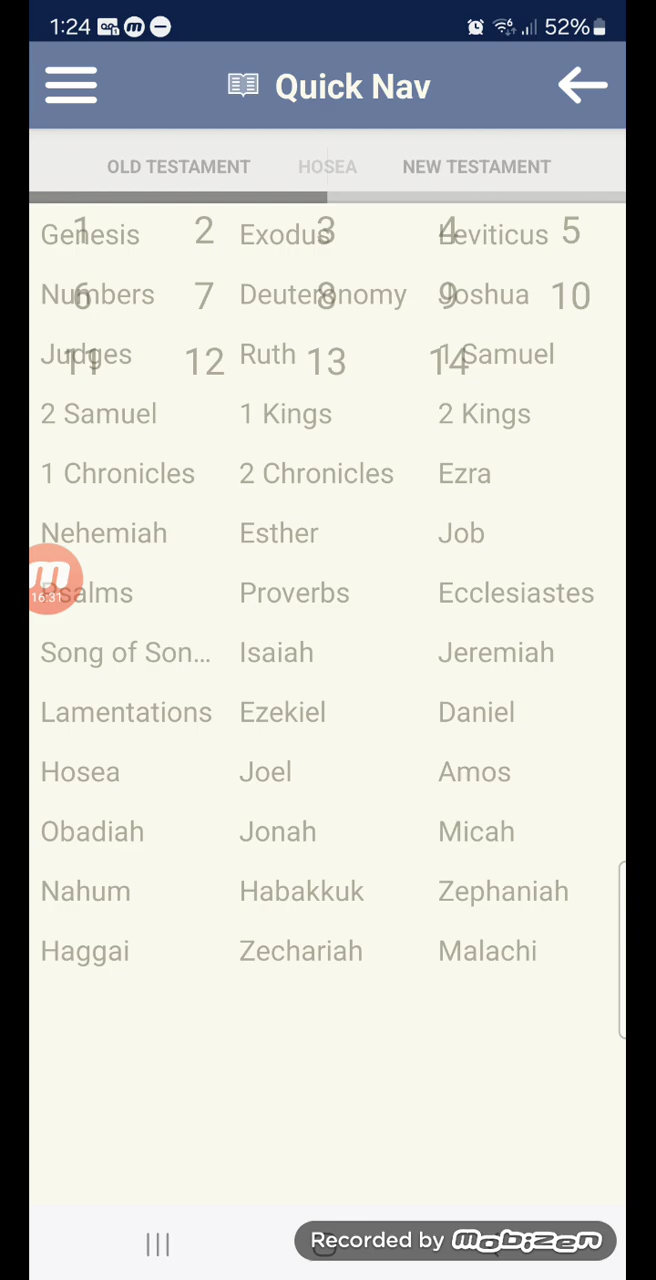 1:24 52%
Quick Nav
OLD TESTAMENT HOSEA NEW TESTAMENT
Genesis Exodus Leviticus
1 2 3 4 5
Numbers Deuteronomy Joshua
6 7 8 9 10
Judges Ruth 1 Samuel
11 12 13 14
2 Samuel 1 Kings 2 Kings
1 Chronicles 2 Chronicles Ezra
Nehemiah Esther Job
Psalms Proverbs Ecclesiastes
16:31
Song of Son... Isaiah Jeremiah
Lamentations Ezekiel Daniel
Hosea Joel Amos
Obadiah Jonah Micah
Nahum Habakkuk Zephaniah
Haggai Zechariah Malachi
Recorded by mobizen